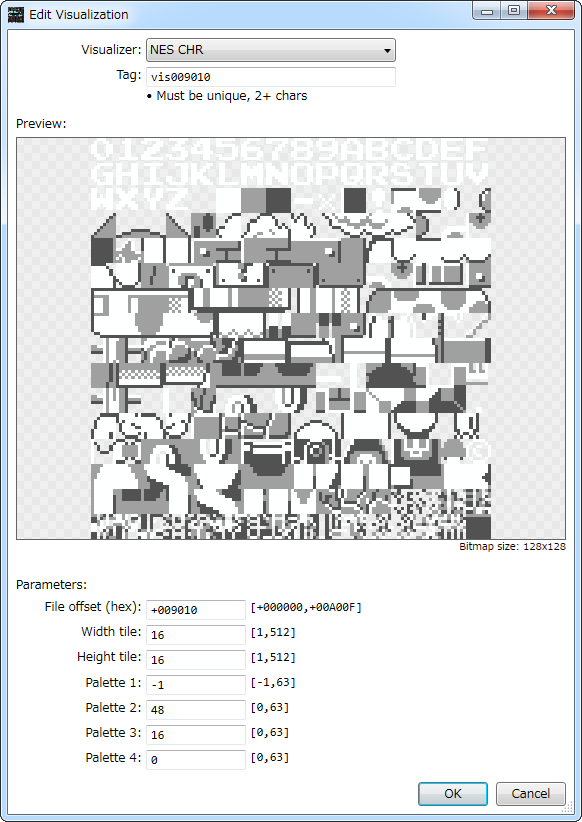 Edit Visualization
Visualizer: NES CHR
Tag: vis009010
• Must be unique, 2+ chars
Preview:
0123456789ABCDEF
GHIJKLMNOPQRSTUV
WXYZ
Bitmap size: 128x128
Parameters:
File offset (hex): +009010 [+000000,+00A00F]
Width tile: 16 [1,512]
Height tile: 16 [1,512]
Palette 1: -1 [-1,63]
Palette 2: 48 [0,63]
Palette 3: 16 [0,63]
Palette 4: 0 [0,63]
OK Cancel